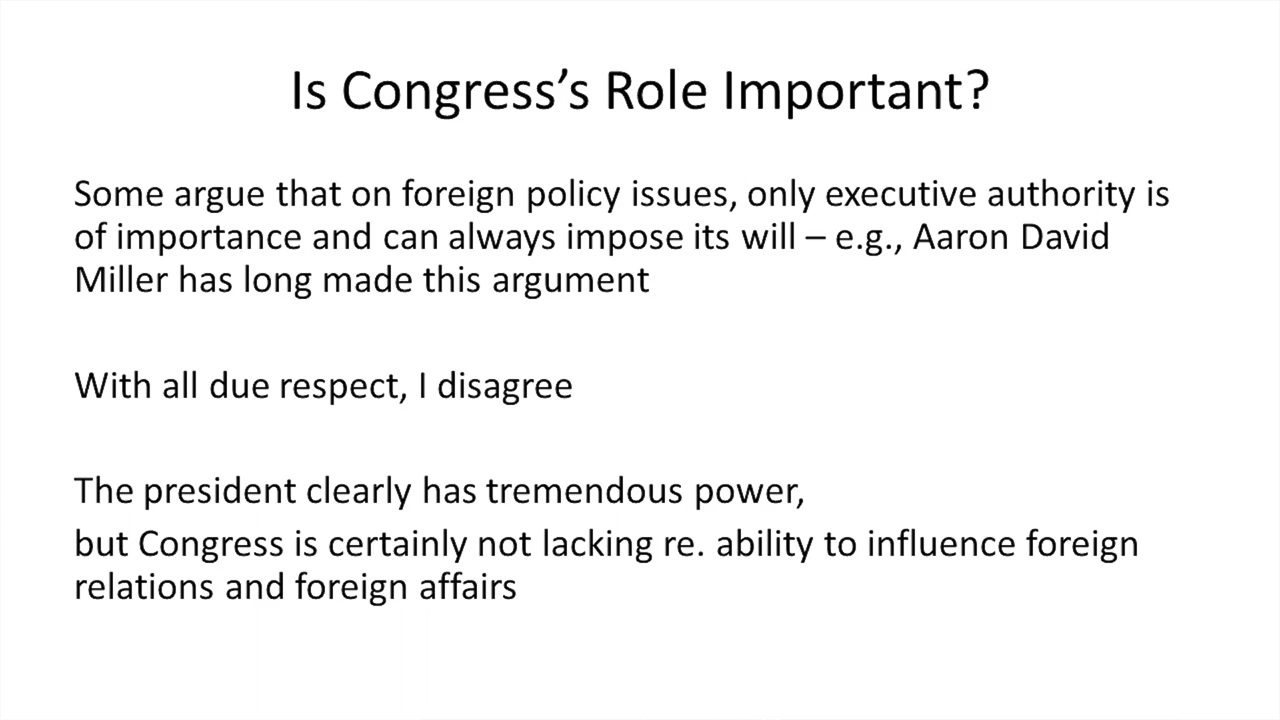 Is Congress’s Role Important?
Some argue that on foreign policy issues, only executive authority is
of importance and can always impose its will – e.g., Aaron David
Miller has long made this argument
With all due respect, I disagree
The president clearly has tremendous power,
but Congress is certainly not lacking re. ability to influence foreign
relations and foreign affairs